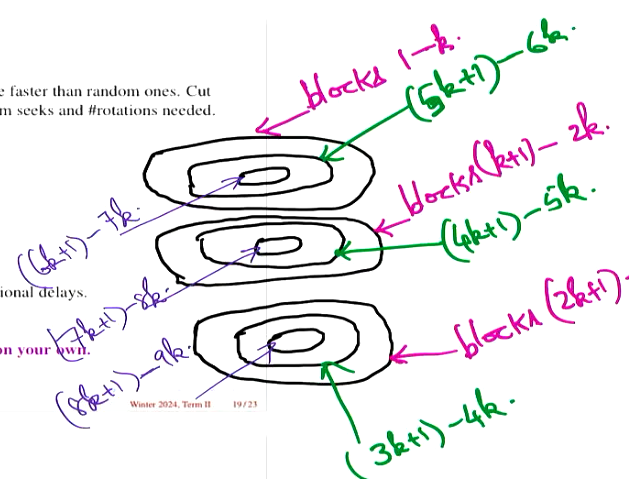 e faster than random ones. Cut
m seeks and #rotations needed.
blocks 1-k.
(5k+1)-6k.
blocks(k+1)- 2k.
(4k+1)-5k.
(6k+1)-7k.
ional delays.
(7k+1)-8k.
on your own.
blocks (2k+1)-
(8k+1)-9k.
Winter 2024, Term II 19/23
(3k+1)-4k.